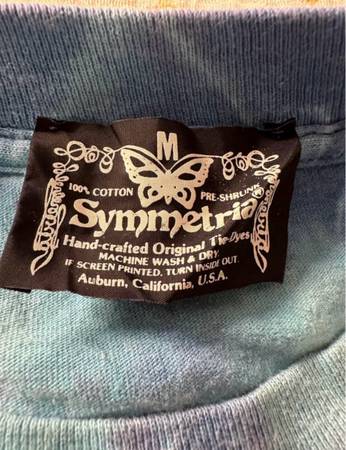 M
100% COTTON PRE-SHRUNK
Symmetria®
Hand-crafted Original Tie-Dyes
MACHINE WASH & DRY.
IF SCREEN PRINTED, TURN INSIDE OUT.
Auburn, California, U.S.A.